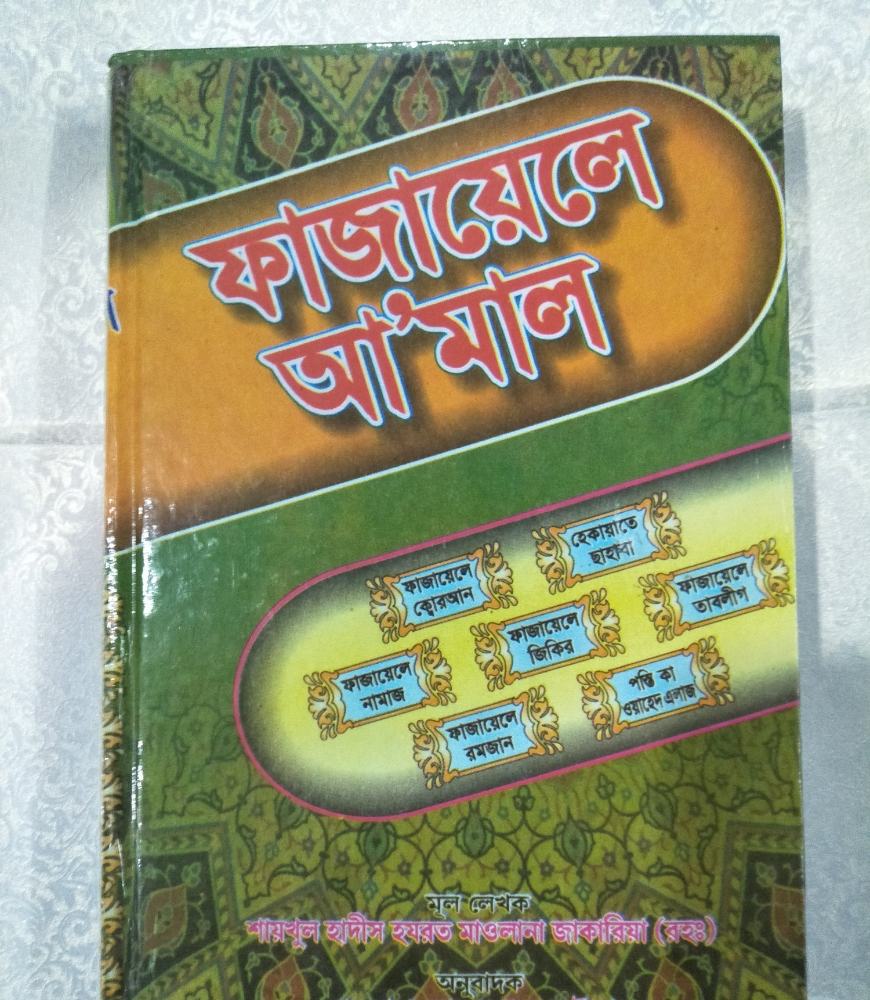 ফাজায়েলে
আ'মাল
হেকায়াতে
ছাহাবা
ফাজায়েলে
ক্বোরআন
ফাজায়েলে
তাবলীগ
ফাজায়েলে
জিকির
ফাজায়েলে
নামাজ
পস্তি কা
ওয়াহেদ এলাজ
ফাজায়েলে
রমজান
মূল লেখক
শায়খুল হাদীস হযরত মাওলানা জাকারিয়া (রহঃ)
অনুবাদক